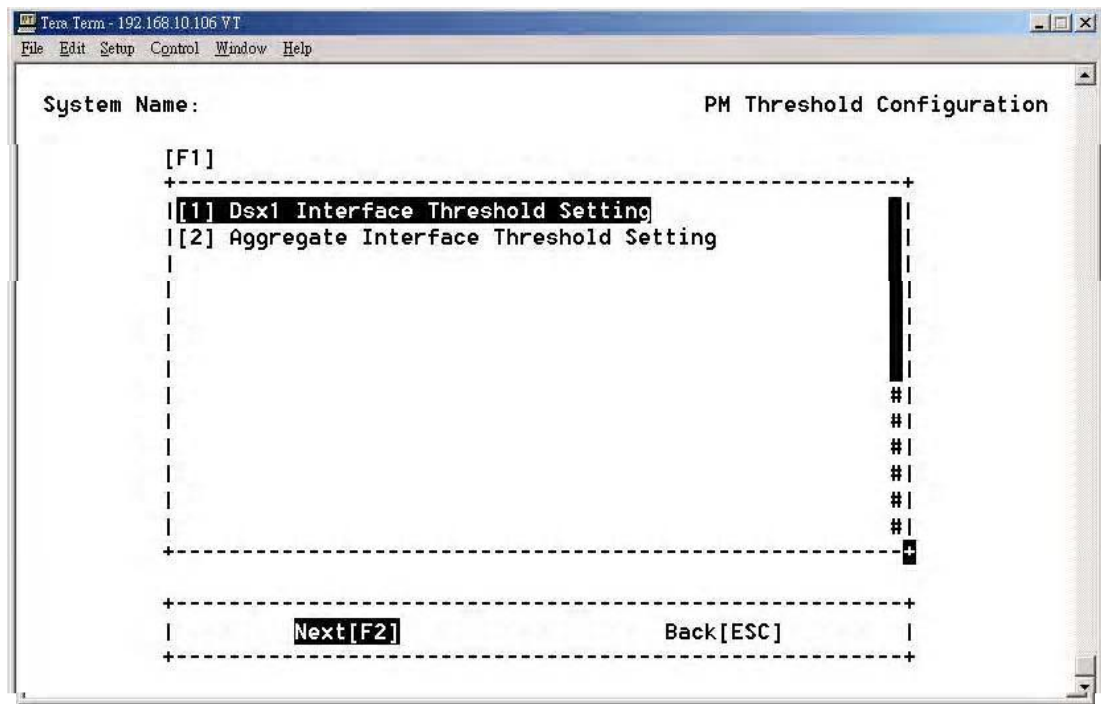 Tera Term - 192.168.10.106 VT
File Edit Setup Control Window Help
System Name: PM Threshold Configuration
[F1]
[1] Dsx1 Interface Threshold Setting
[2] Aggregate Interface Threshold Setting
#
#
#
#
#
#
Next[F2] Back[ESC]